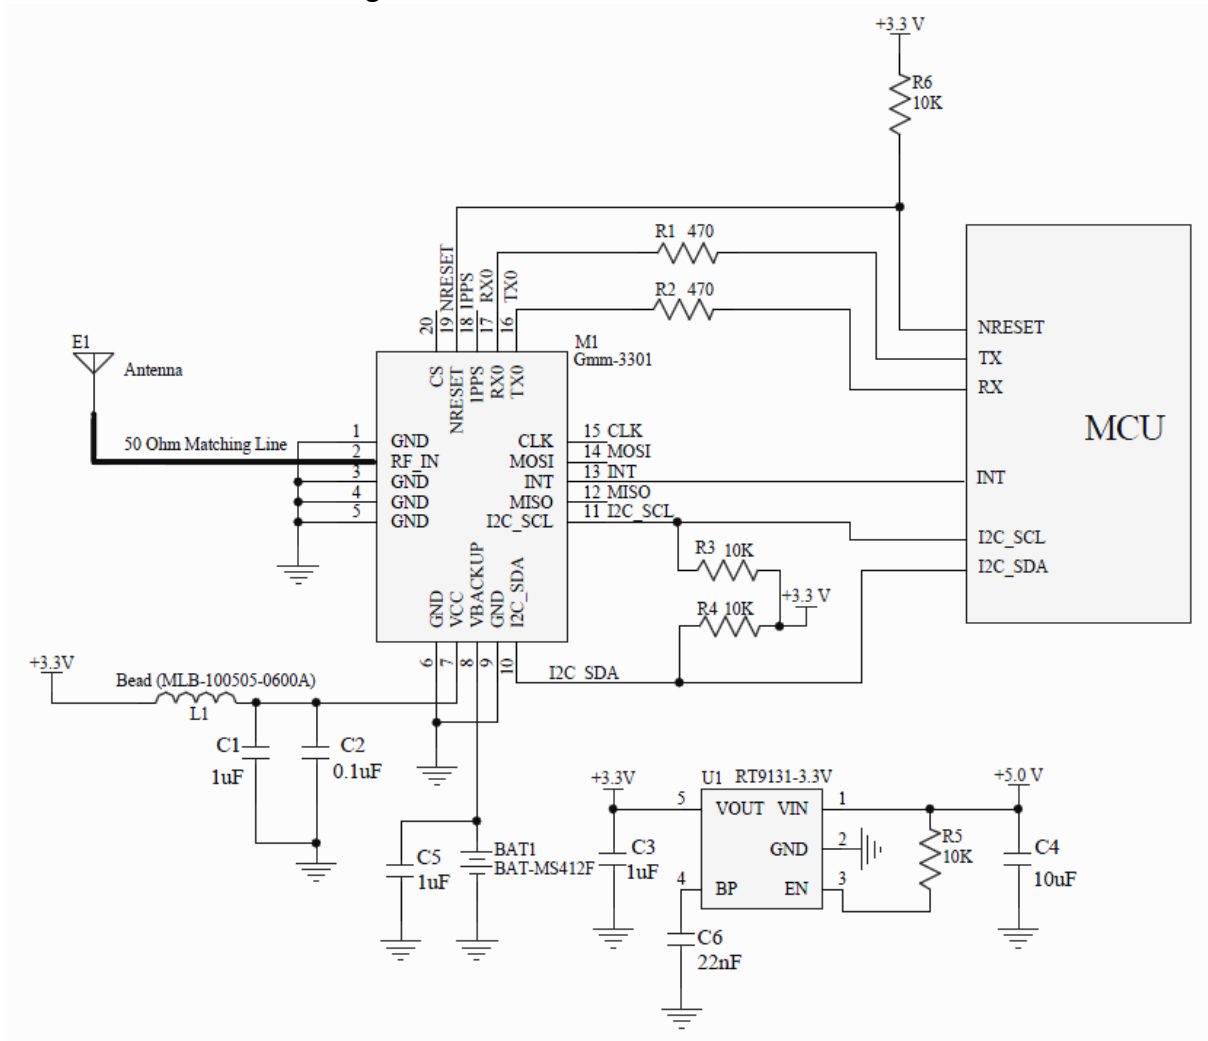 +3.3 V
R6
10K
R1 470
R2 470
NRESET
1PPS
RX0
TX0
20
19
18
17
16
E1
Antenna
M1
Gmm-3301
CS
NRESET
1PPS
RX0
TX0
50 Ohm Matching Line
1
2
3
4
5
GND
RF_IN
GND
GND
GND
CLK
MOSI
INT
MISO
I2C_SCL
15 CLK
14 MOSI
13 INT
12 MISO
11 I2C_SCL
NRESET
TX
RX
MCU
INT
I2C_SCL
I2C_SDA
R3 10K
+3.3 V
R4 10K
GND
VCC
VBACKUP
GND
I2C_SDA
6
7
8
9
10
I2C SDA
+3.3V
Bead (MLB-100505-0600A)
L1
C1
1uF
C2
0.1uF
C5
1uF
BAT1
BAT-MS412F
+3.3V
U1 RT9131-3.3V
+5.0 V
5
VOUT VIN
1
GND
2
4
BP
EN
3
C3
1uF
R5
10K
C4
10uF
C6
22nF